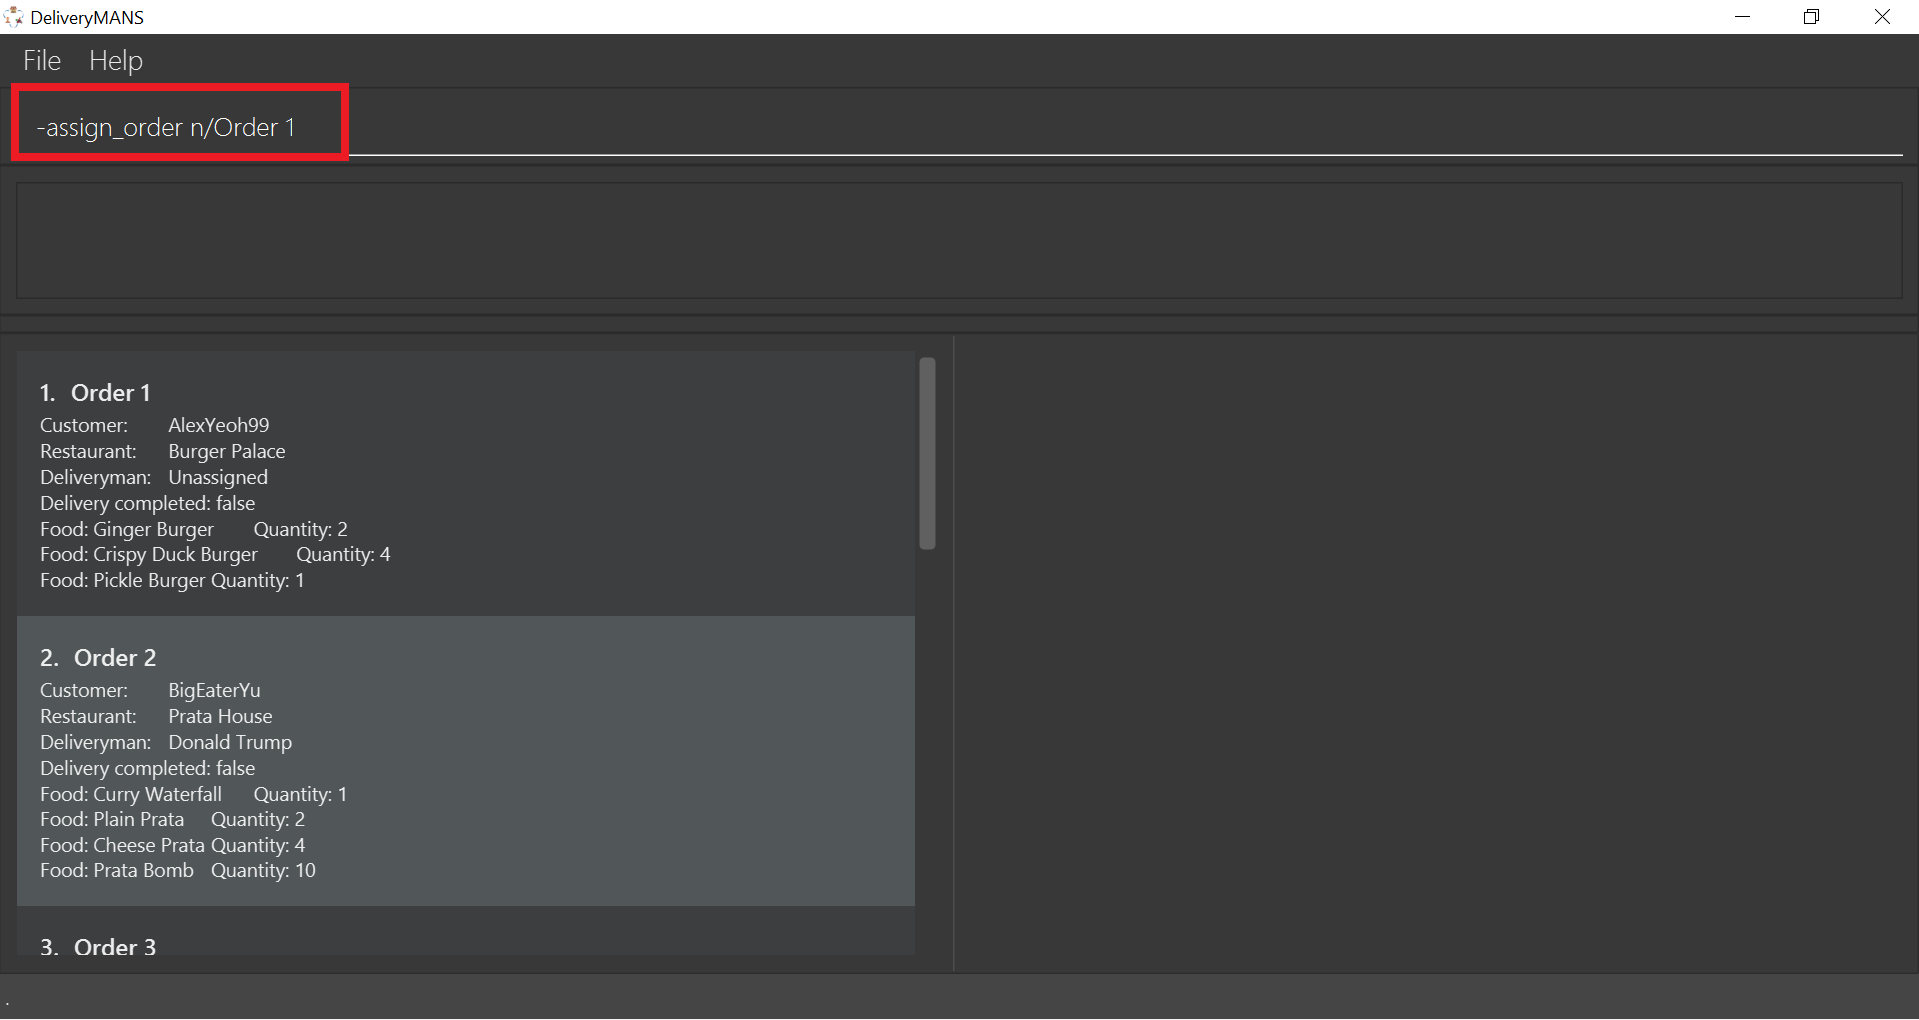 DeliveryMANS
File Help
-assign_order n/Order 1
1. Order 1
Customer: AlexYeoh99
Restaurant: Burger Palace
Deliveryman: Unassigned
Delivery completed: false
Food: Ginger Burger Quantity: 2
Food: Crispy Duck Burger Quantity: 4
Food: Pickle Burger Quantity: 1
2. Order 2
Customer: BigEaterYu
Restaurant: Prata House
Deliveryman: Donald Trump
Delivery completed: false
Food: Curry Waterfall Quantity: 1
Food: Plain Prata Quantity: 2
Food: Cheese Prata Quantity: 4
Food: Prata Bomb Quantity: 10
3. Order 3
.